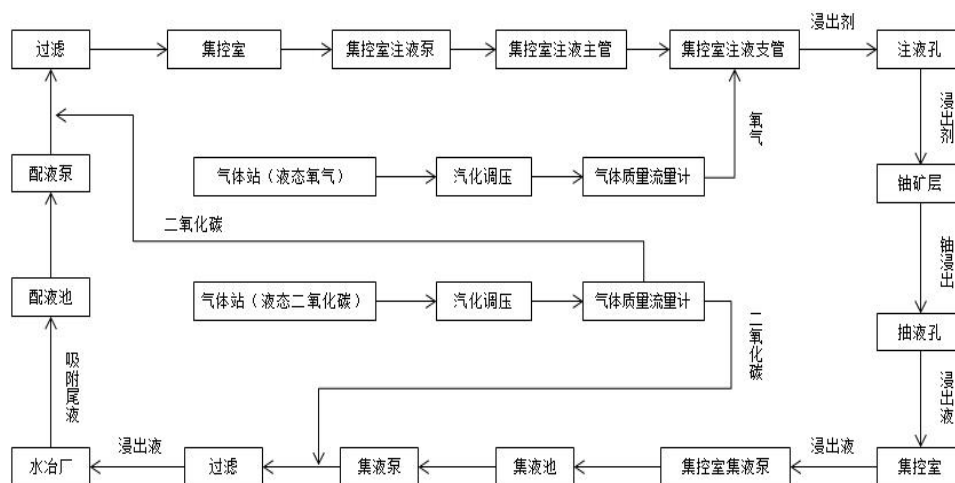 浸出剂
过滤
集控室
集控室注液泵
集控室注液主管
集控室注液支管
注液孔
氧气
浸出剂
配液泵
气体站（液态氧气）
汽化调压
气体质量流量计
铀矿层
二氧化碳
铀浸出
配液池
气体站（液态二氧化碳）
汽化调压
气体质量流量计
二氧化碳
抽液孔
吸附尾液
浸出液
浸出液
浸出液
水冶厂
过滤
集液泵
集液池
集控室集液泵
集控室